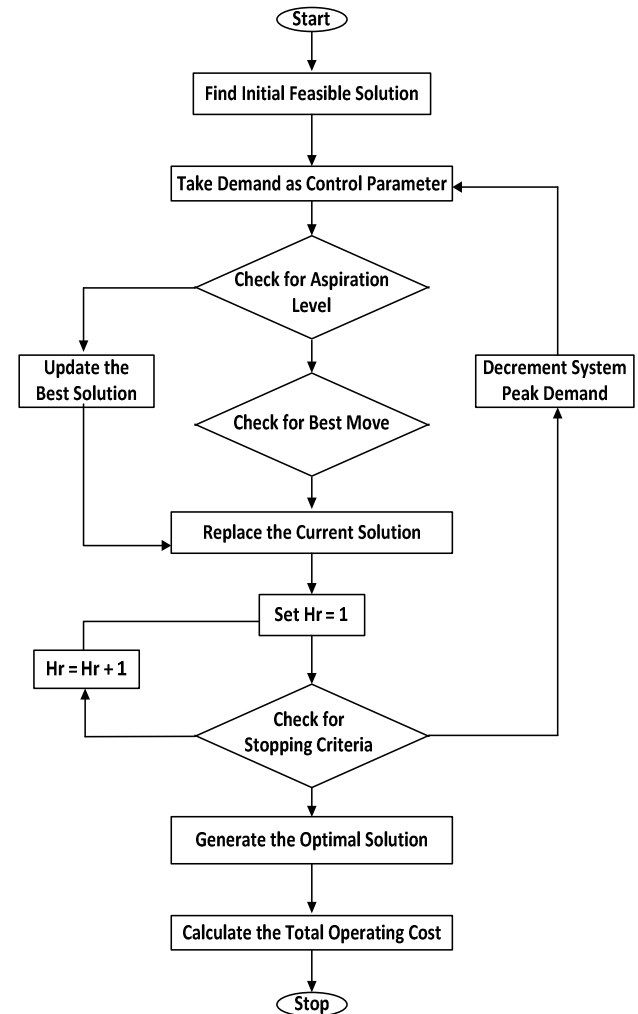 Start
Find Initial Feasible Solution
Take Demand as Control Parameter
Check for Aspiration
Level
Update the
Best Solution
Decrement System
Peak Demand
Check for Best Move
Replace the Current Solution
Set Hr = 1
Hr = Hr + 1
Check for
Stopping Criteria
Generate the Optimal Solution
Calculate the Total Operating Cost
Stop